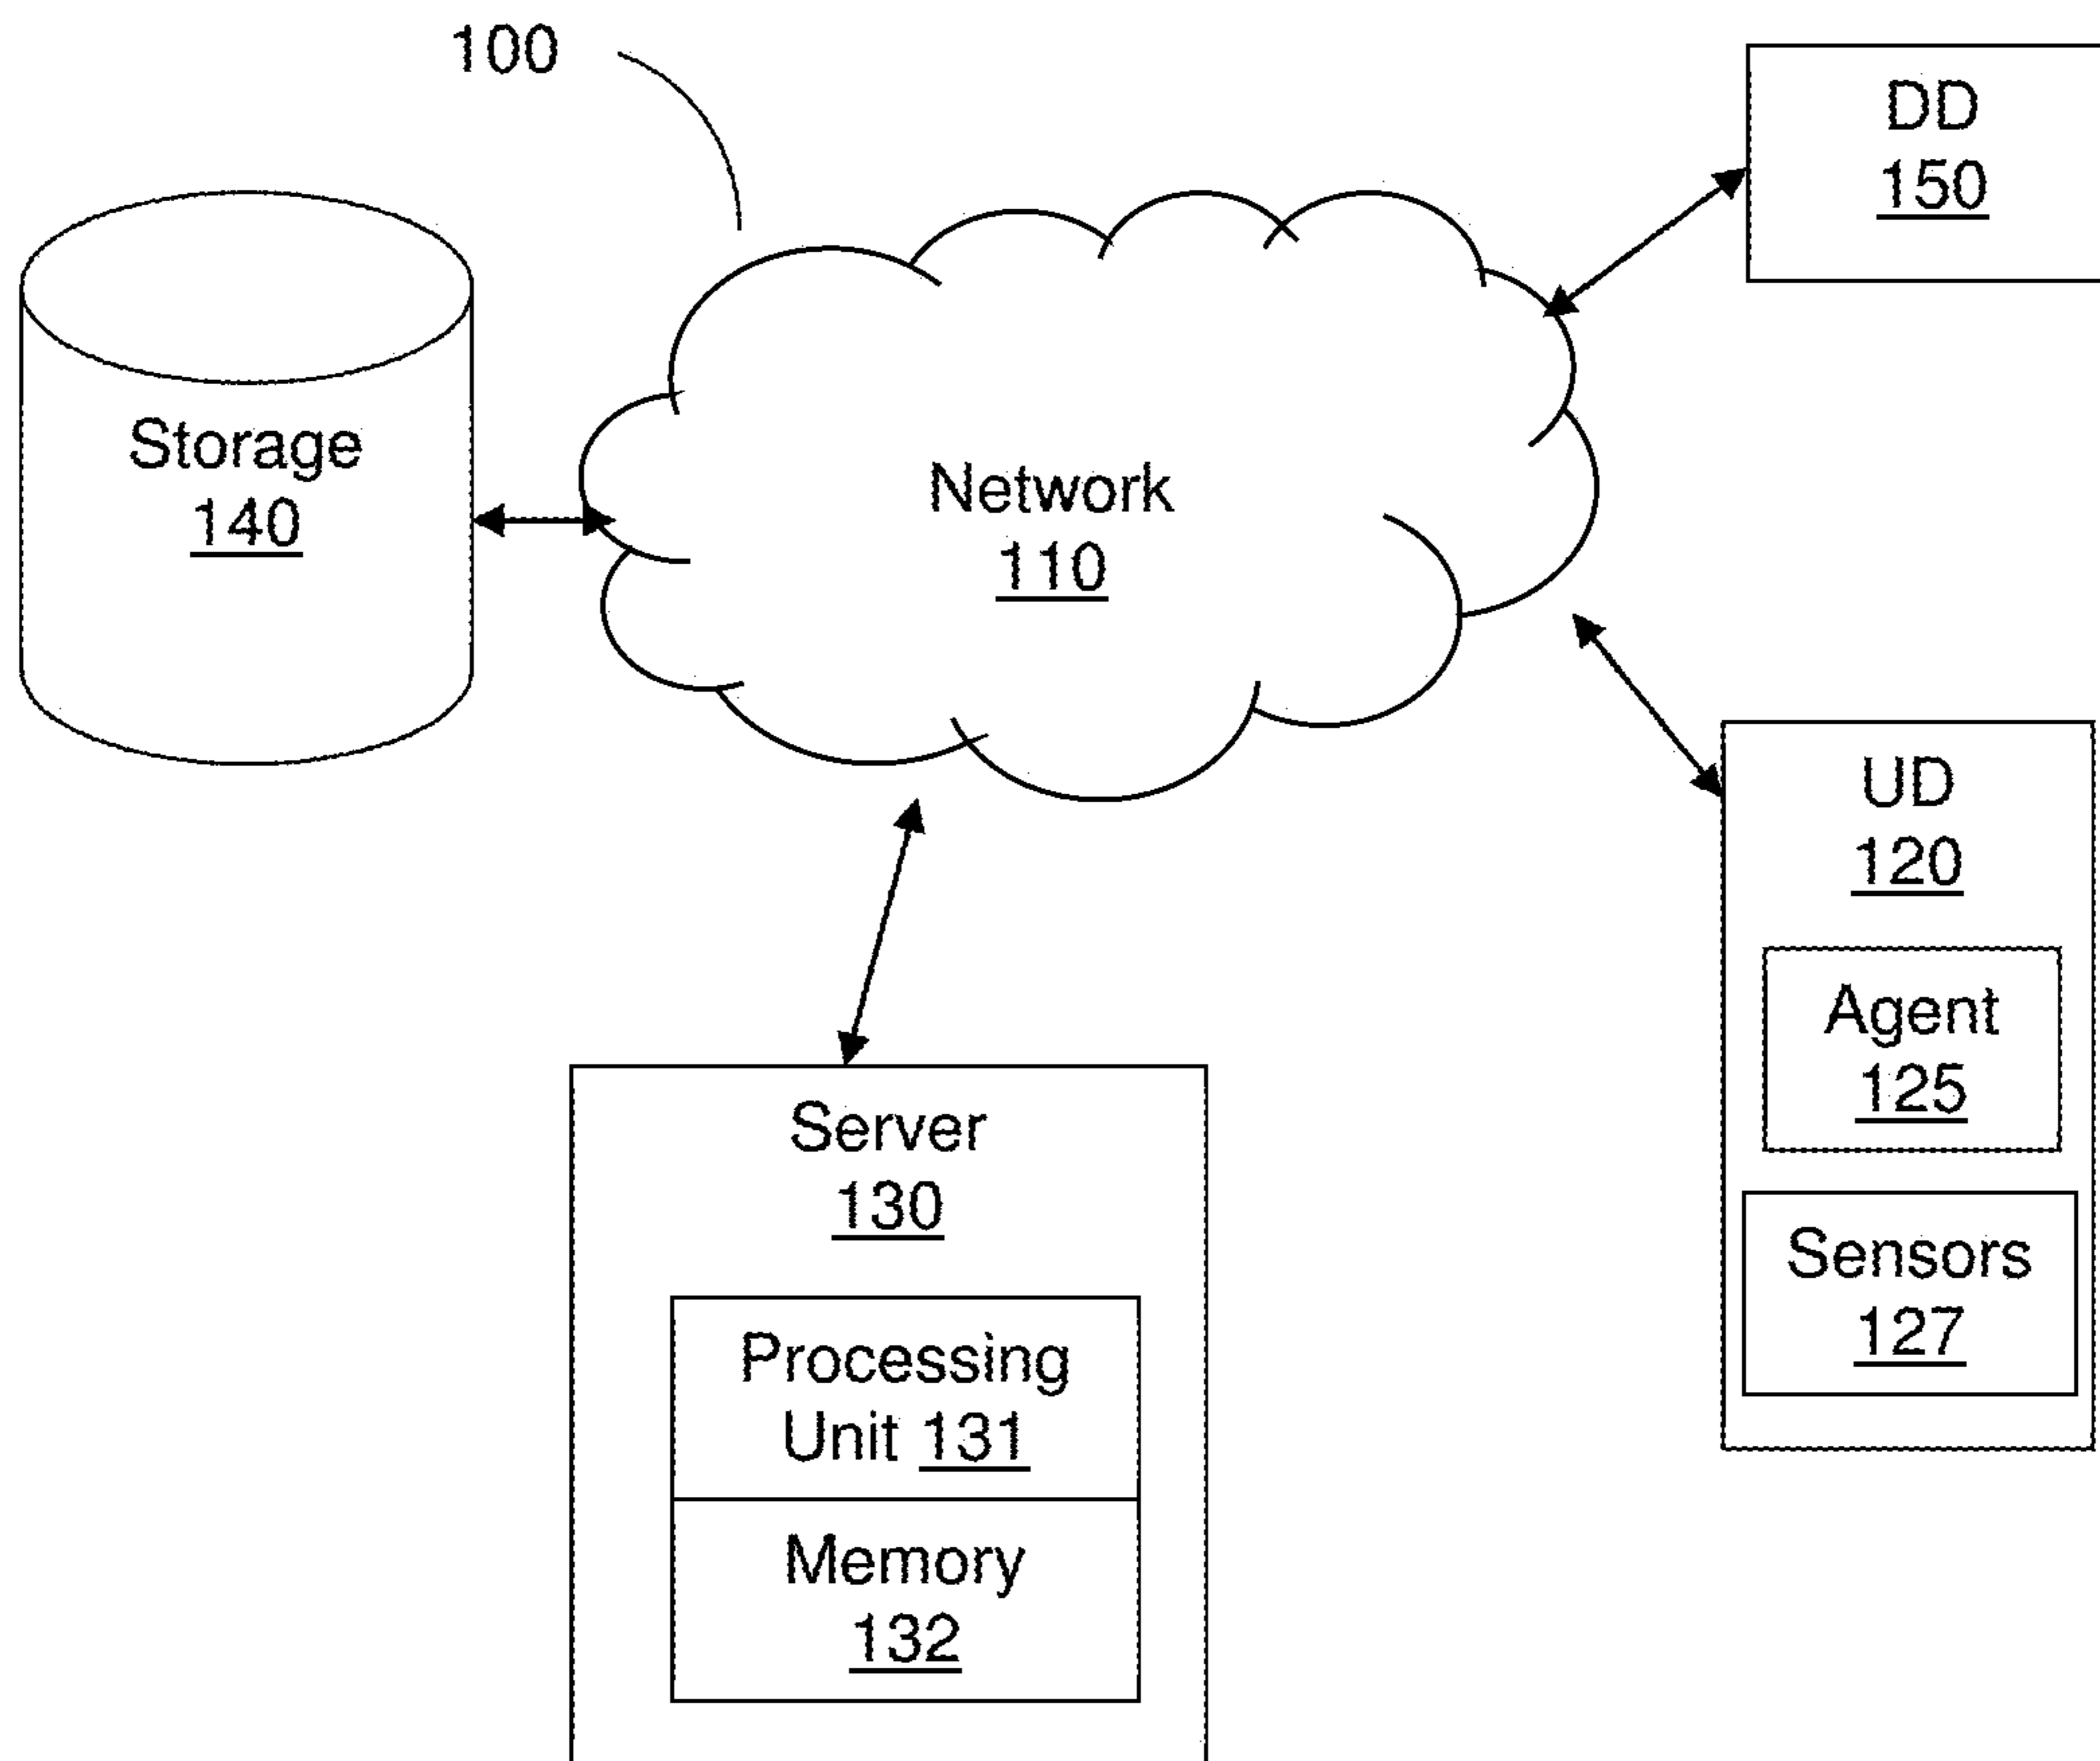 100
DD
150
Storage
140
Network
110
UD
120
Agent
125
Sensors
127
Server
130
Processing
Unit 131
Memory
132